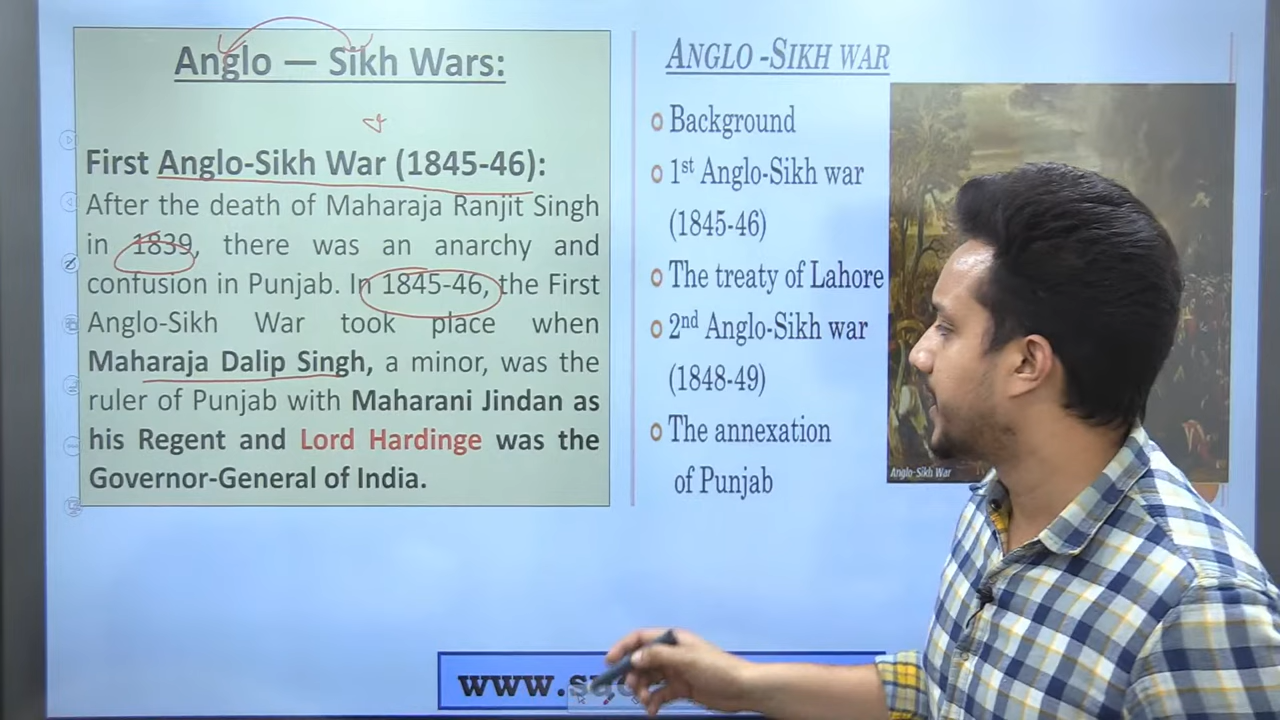 Anglo — Sikh Wars:
First Anglo-Sikh War (1845-46):
After the death of Maharaja Ranjit Singh
in 1839, there was an anarchy and
confusion in Punjab. In 1845-46, the First
Anglo-Sikh War took place when
Maharaja Dalip Singh, a minor, was the
ruler of Punjab with Maharani Jindan as
his Regent and Lord Hardinge was the
Governor-General of India.
ANGLO -SIKH WAR
Background
1st Anglo-Sikh war
(1845-46)
The treaty of Lahore
2nd Anglo-Sikh war
(1848-49)
The annexation
of Punjab
Anglo-Sikh War